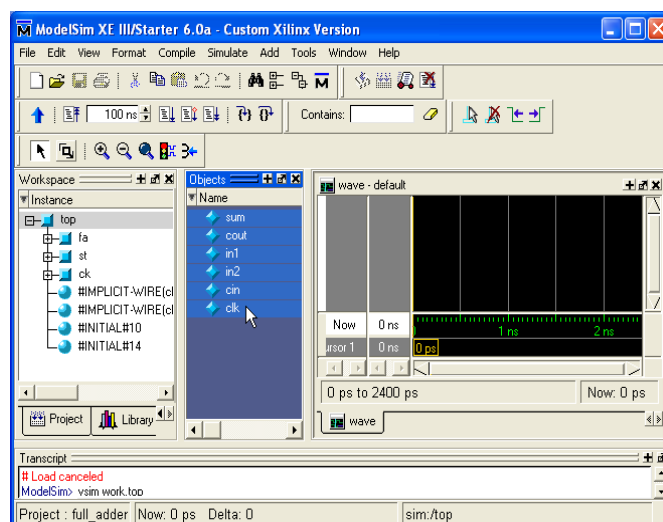 ModelSim XE III/Starter 6.0a - Custom Xilinx Version
File Edit View Format Compile Simulate Add Tools Window Help
100 ns Contains:
Workspace
Instance
top
fa
st
ck
#IMPLICIT-WIRE(cl
#IMPLICIT-WIRE(cl
#INITIAL#10
#INITIAL#14
Project Library
Objects
Name
sum
cout
in1
in2
cin
clk
wave - default
Now 0 ns
1 ns 2 ns
ursor 1 0 ns 0 ps
0 ps to 2400 ps Now: 0 ps
wave
Transcript
# Load canceled
ModelSim> vsim work.top
Project : full_adder Now: 0 ps Delta: 0 sim:/top